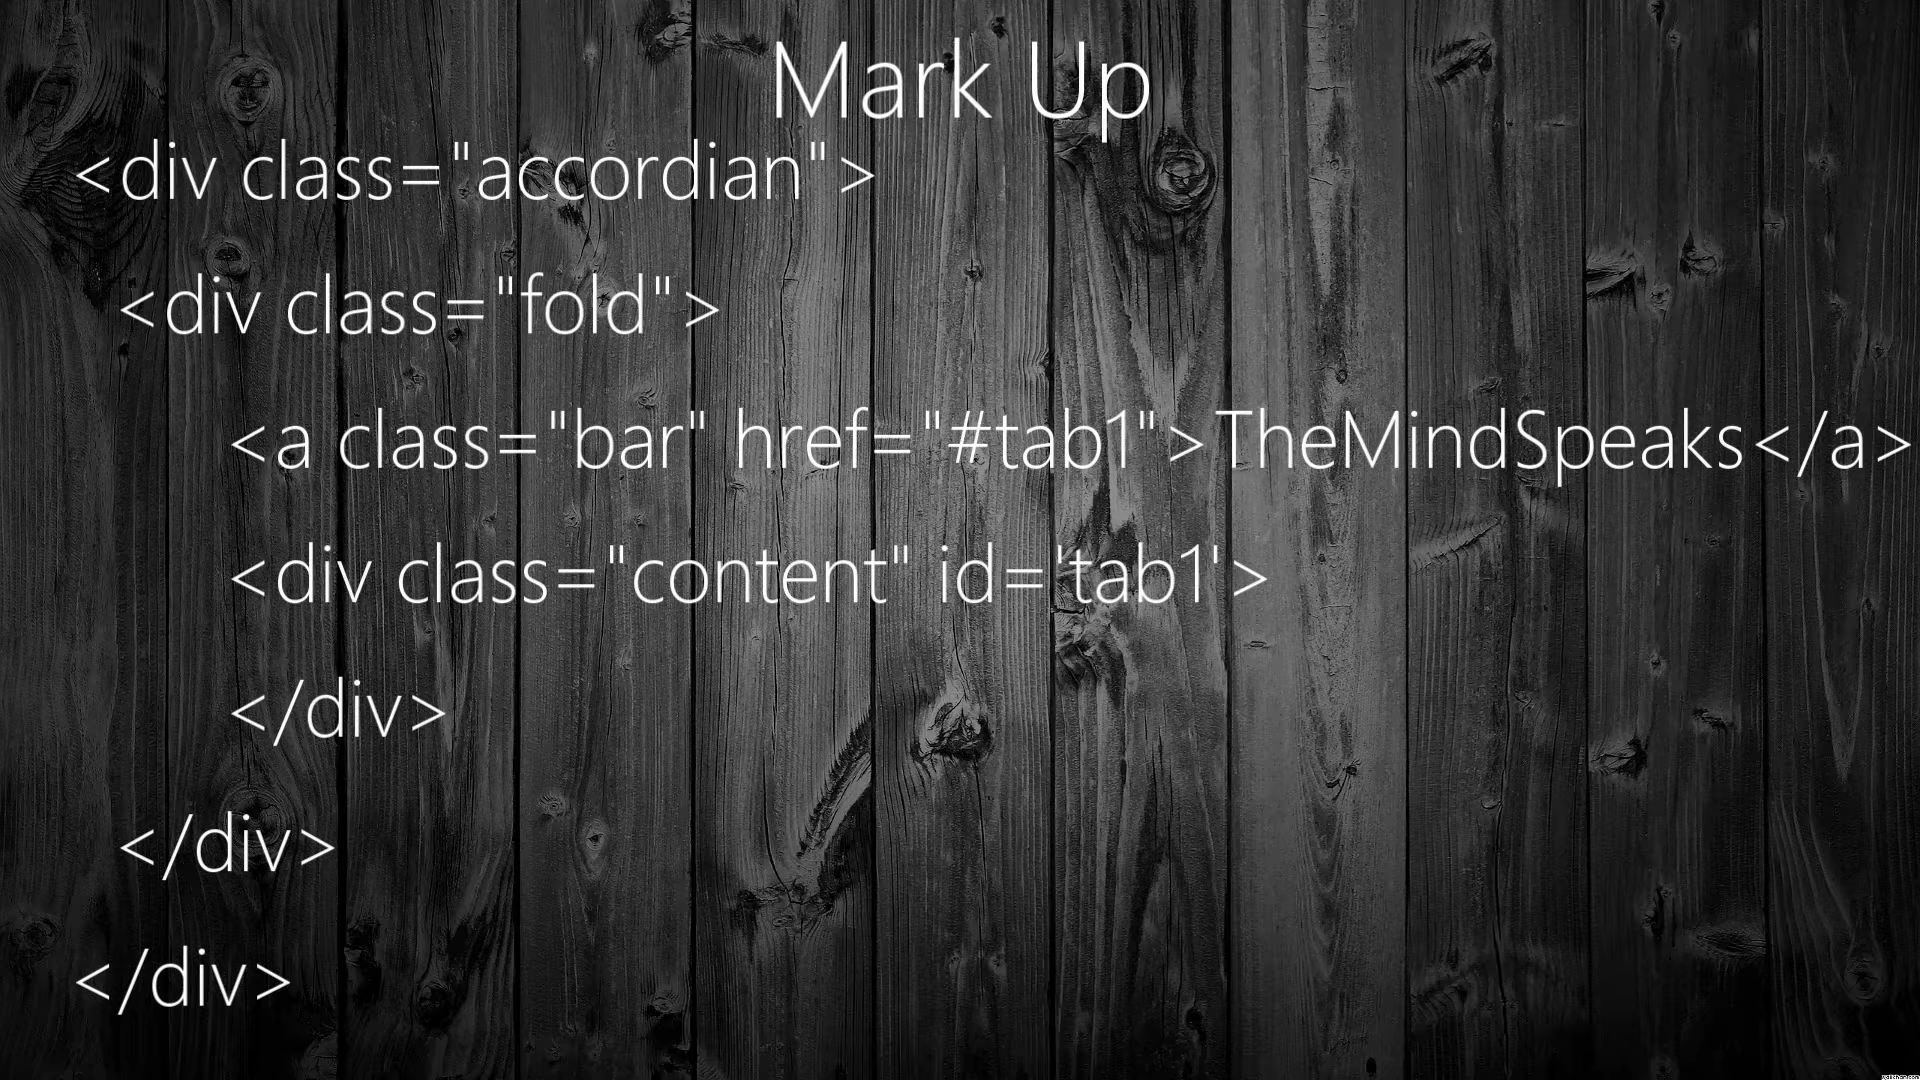 Mark Up
<div class="accordian">
<div class="fold">
<a class="bar" href="#tab1">TheMindSpeaks</a>
<div class="content" id='tab1'>
</div>
</div>
</div>